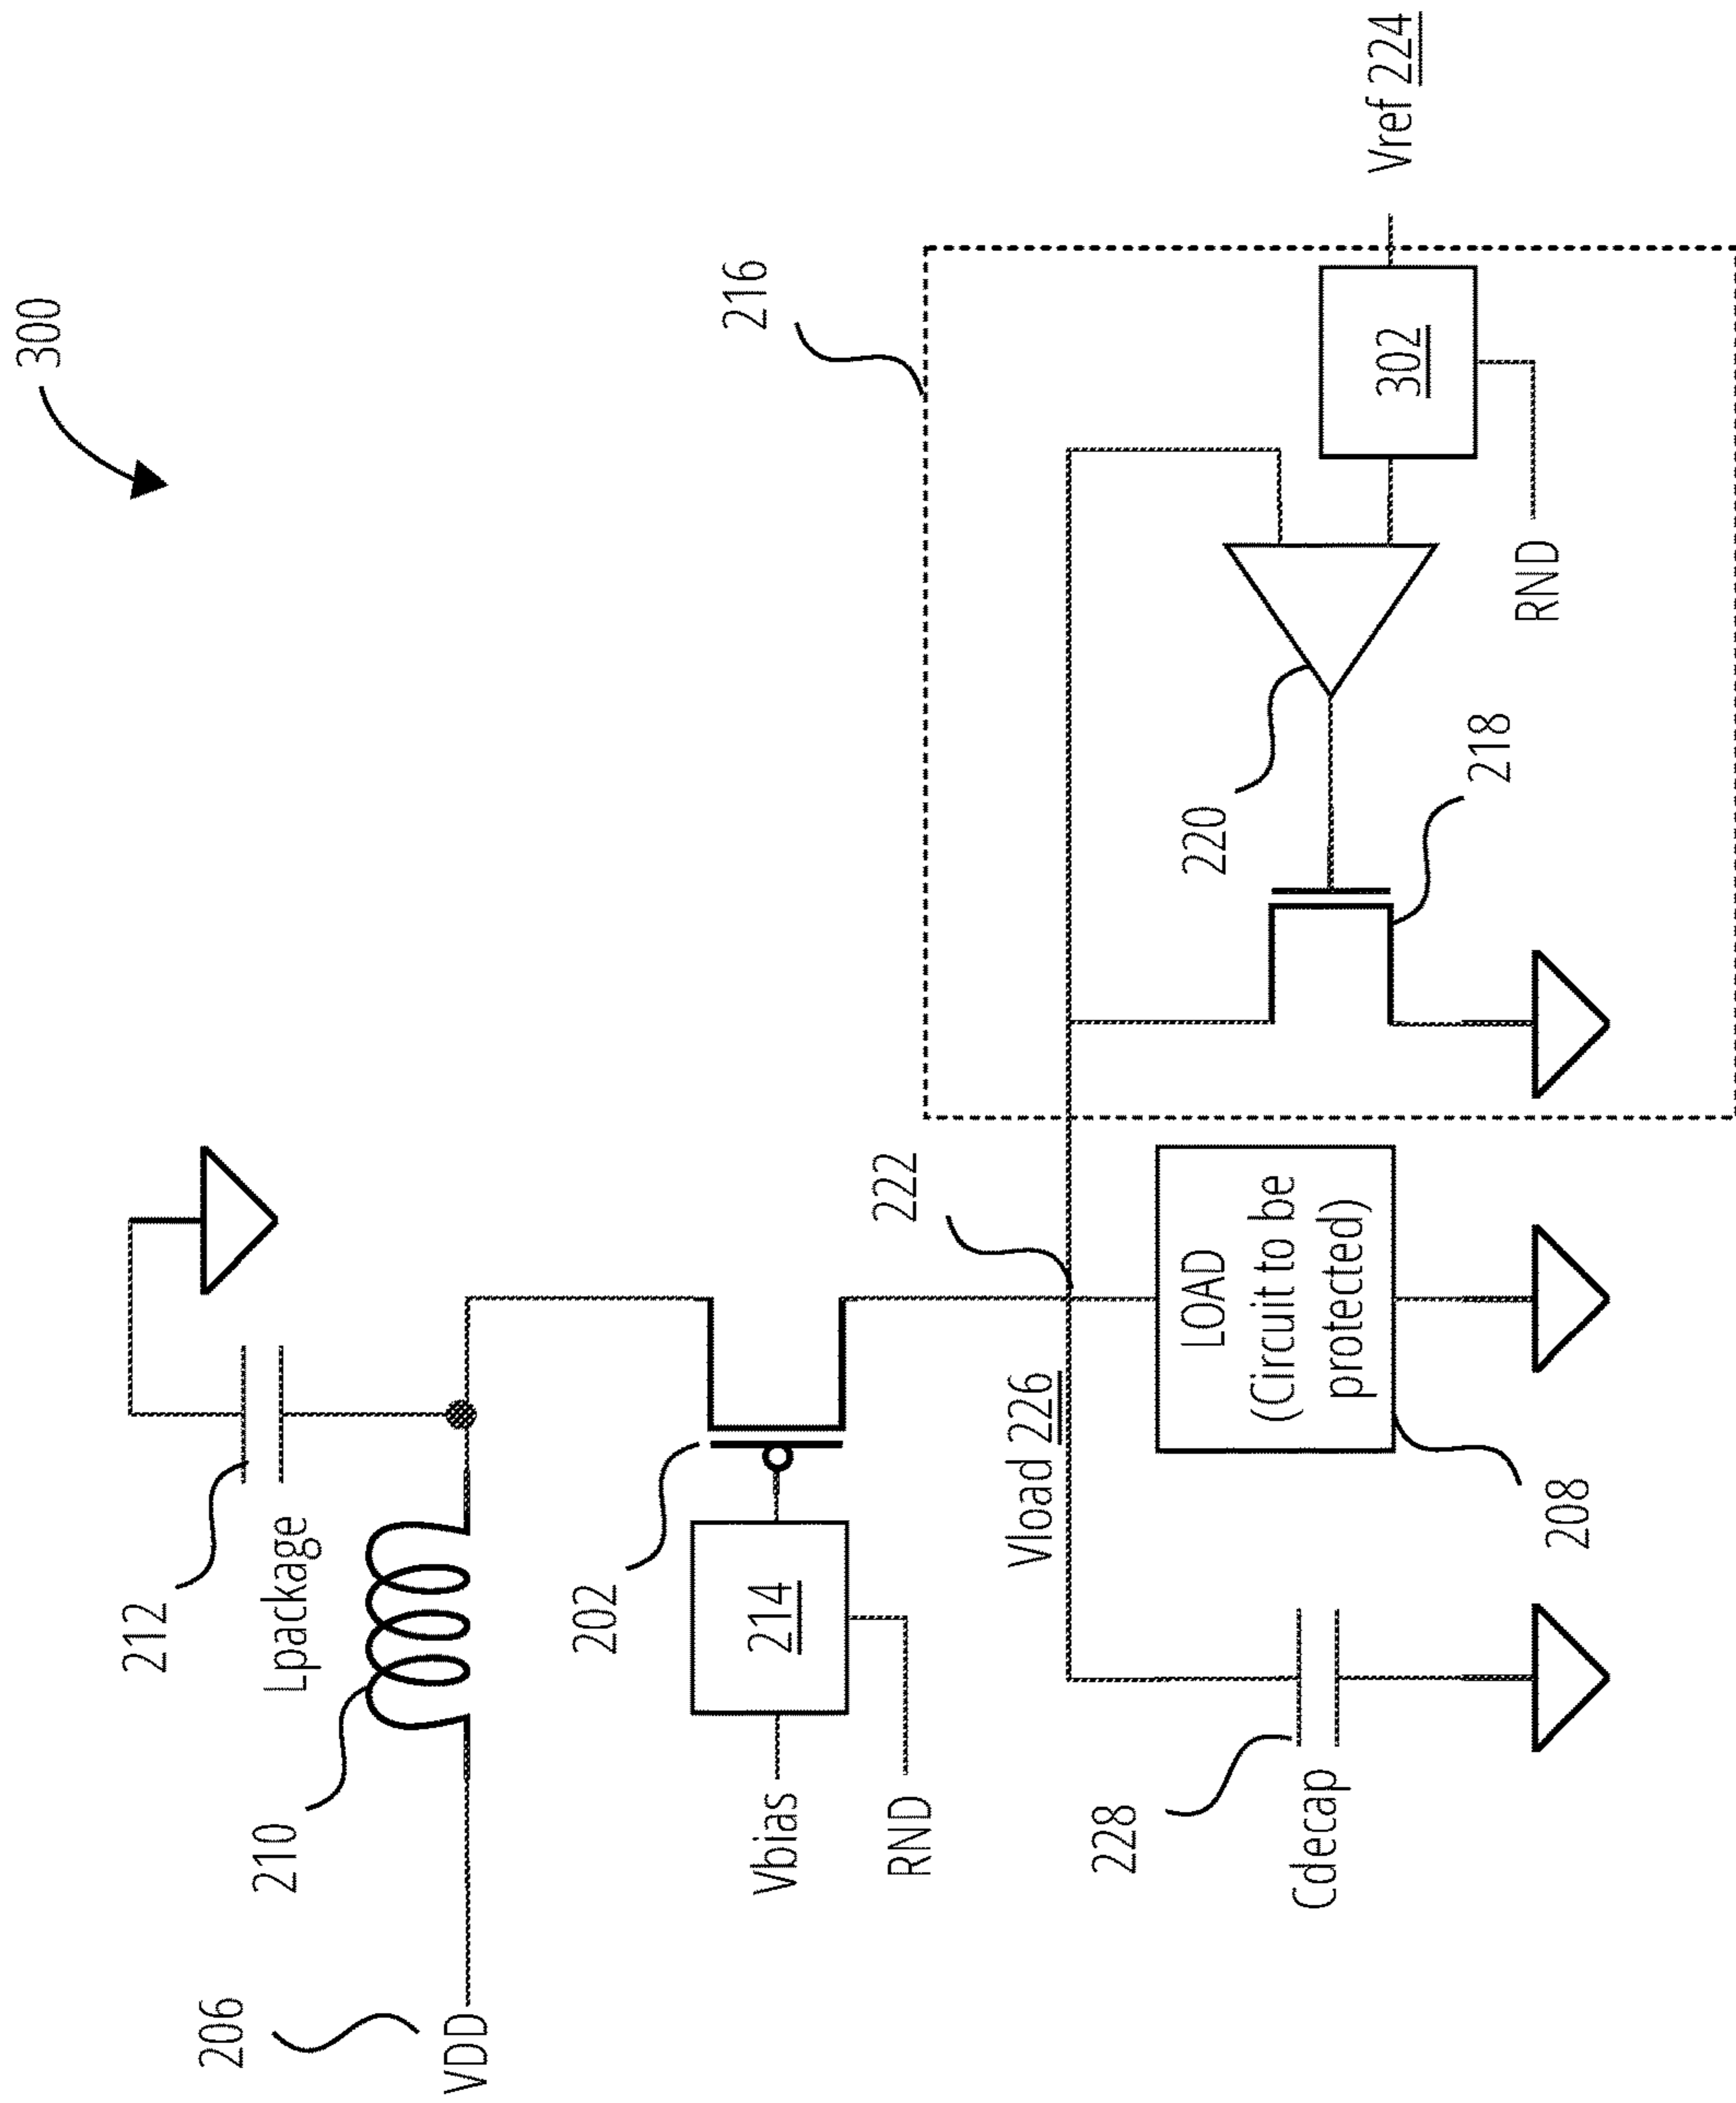 300
212
Lpackage
206
VDD
210
202
214
Vbias
RND
222
Vload 226
216
Vref 224
302
RND
220
218
LOAD
(Circuit to be
protected)
208
228
Cdecap